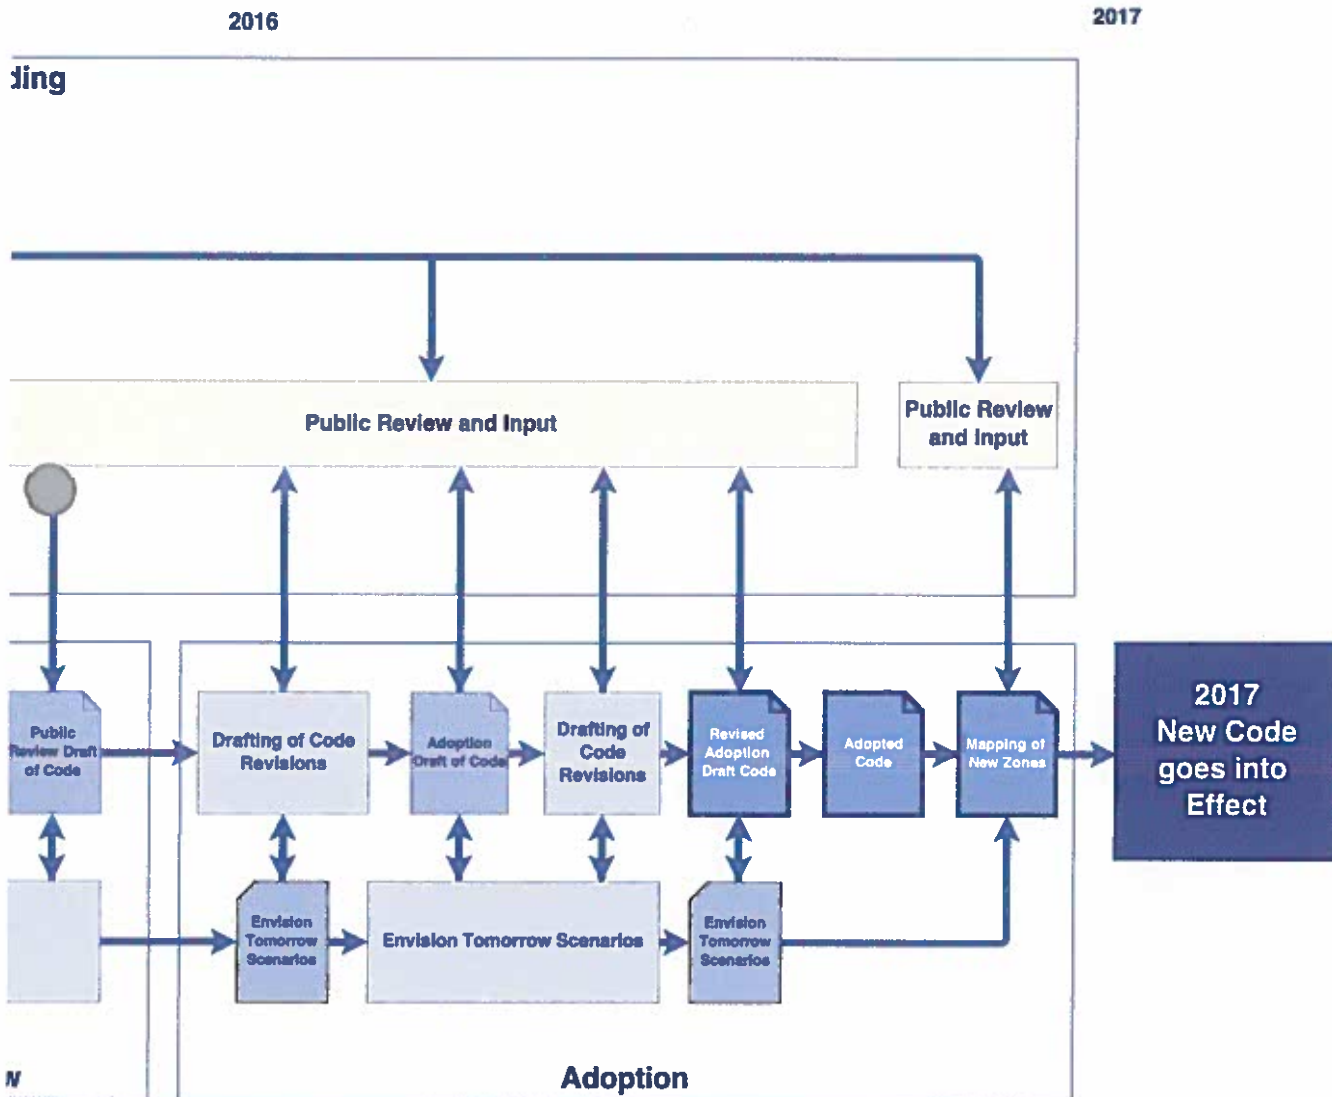 2016
2017
ding
Public Review and Input
Public Review
and Input
Public
Review Draft
of Code
Drafting of Code
Revisions
Adoption
Draft of Code
Drafting of
Code
Revisions
Revised
Adoption
Draft Code
Adopted
Code
Mapping of
New Zones
2017
New Code
goes into
Effect
Envision
Tomorrow
Scenarios
Envision Tomorrow Scenarios
Envision
Tomorrow
Scenarios
w
Adoption